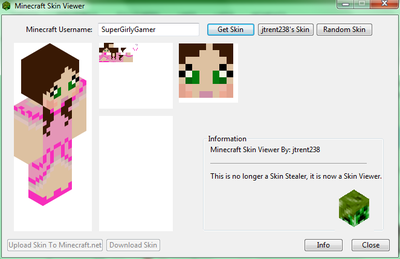 Minecraft Skin Viewer
Minecraft Username: SuperGirlyGamer Get Skin jtrent238's Skin Random Skin
Information
Minecraft Skin Viewer By: jtrent238
This is no longer a Skin Stealer, it is now a Skin Viewer.
Upload Skin To Minecraft.net Download Skin Info Close